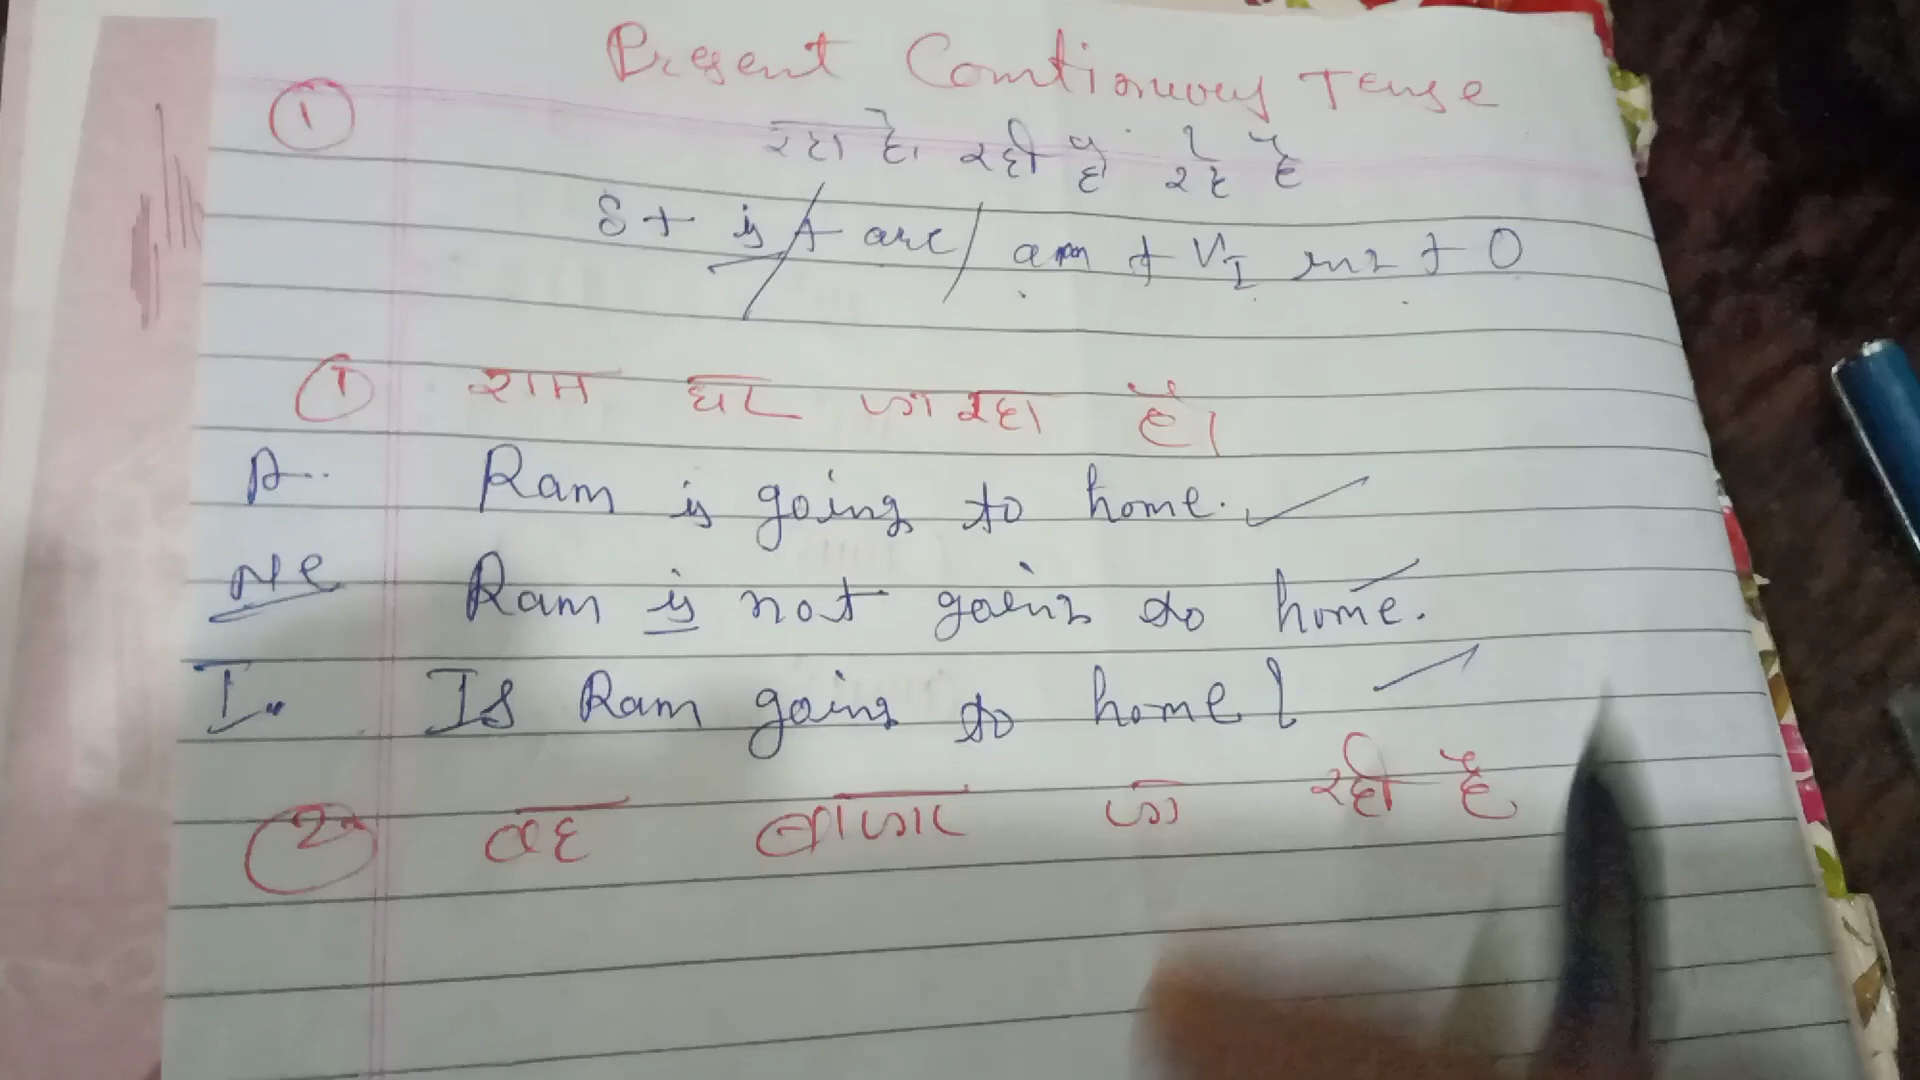 Present Continuous Tense
①
रहा है। रही है रहे है
S + is / + are / am + V1 ing + O
① राम घर जा रहा है।
A.. Ram is going to home.
Ne Ram is not going to home.
I.. Is Ram going to home?
② वह बाजार जा रही है